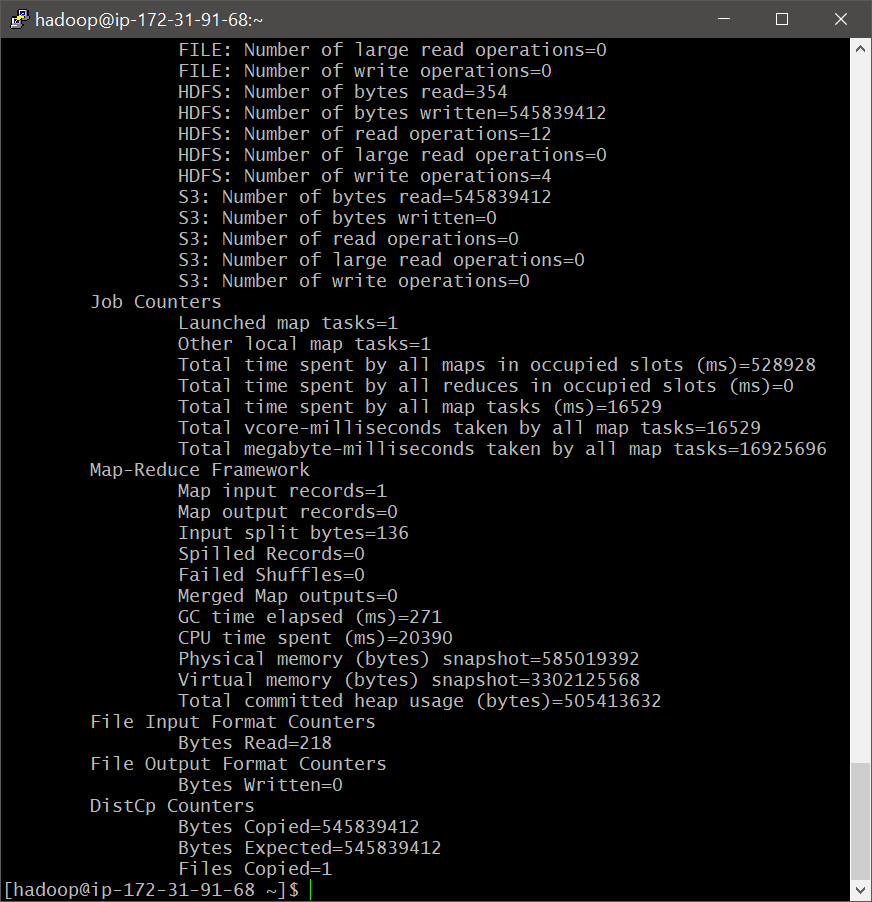 hadoop@ip-172-31-91-68:~
FILE: Number of large read operations=0
FILE: Number of write operations=0
HDFS: Number of bytes read=354
HDFS: Number of bytes written=545839412
HDFS: Number of read operations=12
HDFS: Number of large read operations=0
HDFS: Number of write operations=4
S3: Number of bytes read=545839412
S3: Number of bytes written=0
S3: Number of read operations=0
S3: Number of large read operations=0
S3: Number of write operations=0
Job Counters
Launched map tasks=1
Other local map tasks=1
Total time spent by all maps in occupied slots (ms)=528928
Total time spent by all reduces in occupied slots (ms)=0
Total time spent by all map tasks (ms)=16529
Total vcore-milliseconds taken by all map tasks=16529
Total megabyte-milliseconds taken by all map tasks=16925696
Map-Reduce Framework
Map input records=1
Map output records=0
Input split bytes=136
Spilled Records=0
Failed Shuffles=0
Merged Map outputs=0
GC time elapsed (ms)=271
CPU time spent (ms)=20390
Physical memory (bytes) snapshot=585019392
Virtual memory (bytes) snapshot=3302125568
Total committed heap usage (bytes)=505413632
File Input Format Counters
Bytes Read=218
File Output Format Counters
Bytes Written=0
DistCp Counters
Bytes Copied=545839412
Bytes Expected=545839412
Files Copied=1
[hadoop@ip-172-31-91-68 ~]$